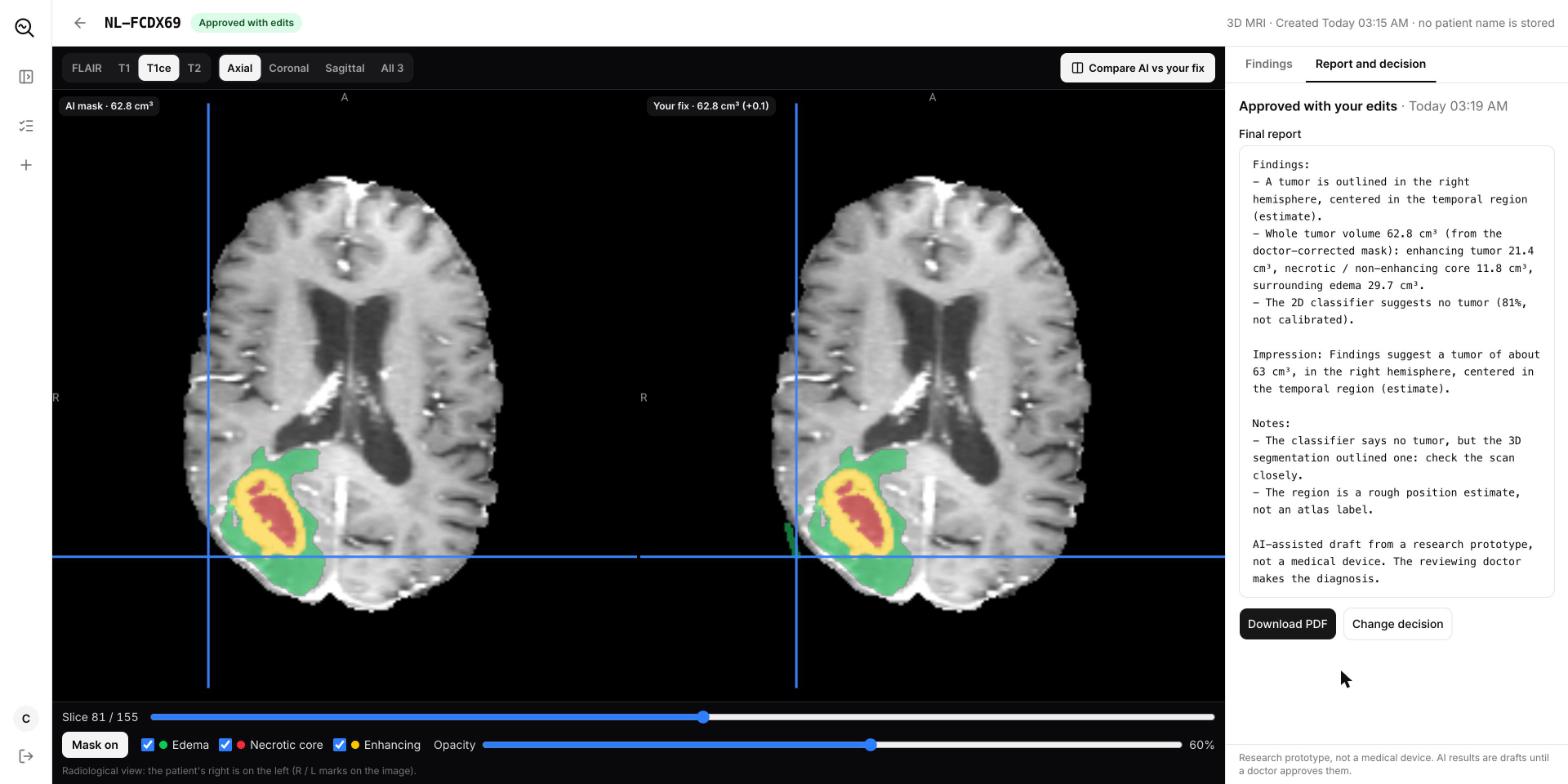 NL–FCDX69
Approved with edits
3D MRI · Created Today 03:15 AM · no patient name is stored
FLAIR T1 T1ce T2 Axial Coronal Sagittal All 3
Compare AI vs your fix
Findings
Report and decision
AI mask · 62.8 cm³
A
Your fix · 62.8 cm³ (+0.1)
A
R
R
Approved with your edits · Today 03:19 AM
Final report
Findings:
– A tumor is outlined in the right
hemisphere, centered in the temporal region
(estimate).
– Whole tumor volume 62.8 cm³ (from the
doctor–corrected mask): enhancing tumor 21.4
cm³, necrotic / non–enhancing core 11.8 cm³,
surrounding edema 29.7 cm³.
– The 2D classifier suggests no tumor (81%,
not calibrated).
Impression: Findings suggest a tumor of about
63 cm³, in the right hemisphere, centered in
the temporal region (estimate).
Notes:
– The classifier says no tumor, but the 3D
segmentation outlined one: check the scan
closely.
– The region is a rough position estimate,
not an atlas label.
AI–assisted draft from a research prototype,
not a medical device. The reviewing doctor
makes the diagnosis.
Download PDF
Change decision
C
Slice 81 / 155
Mask on
Edema
Necrotic core
Enhancing
Opacity
60%
Radiological view: the patient's right is on the left (R / L marks on the image).
Research prototype, not a medical device. AI results are drafts until
a doctor approves them.